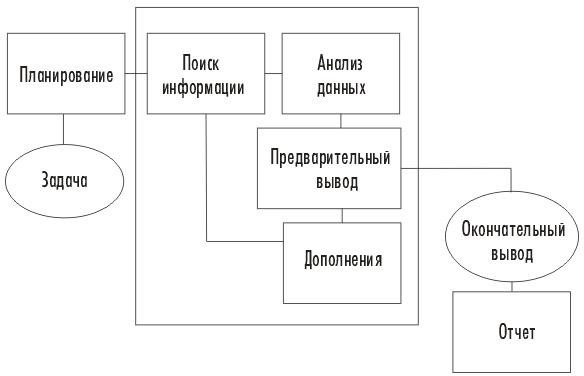 Планирование
Поиск
информации
Анализ
данных
Предварительный
вывод
Задача
Дополнения
Окончательный
вывод
Отчет